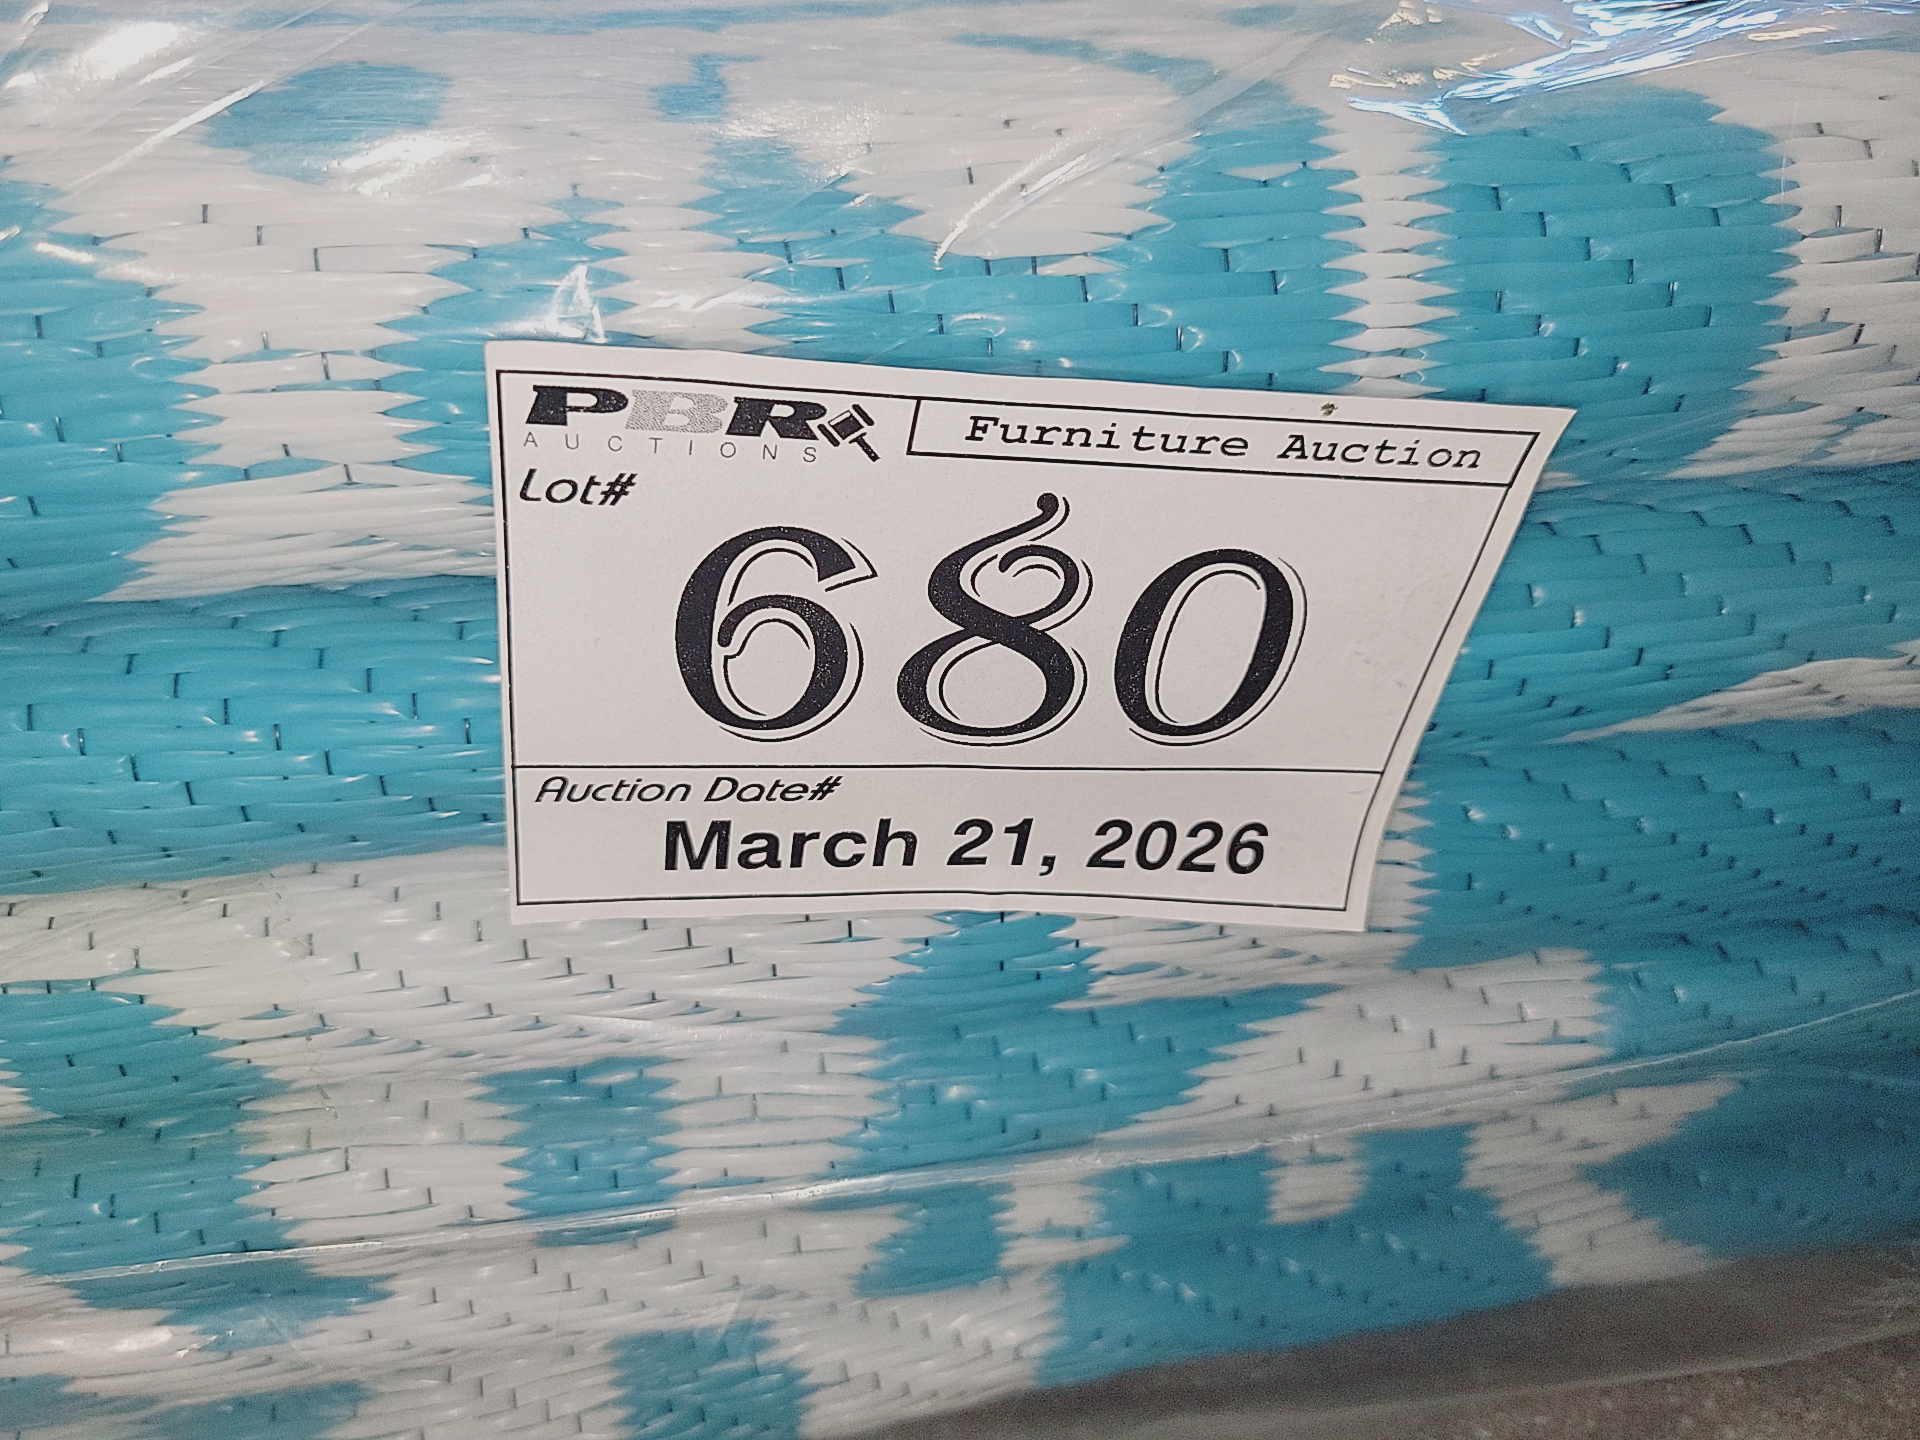 PBR
AUCTIONS
Furniture Auction
Lot#
680
Auction Date#
March 21, 2026